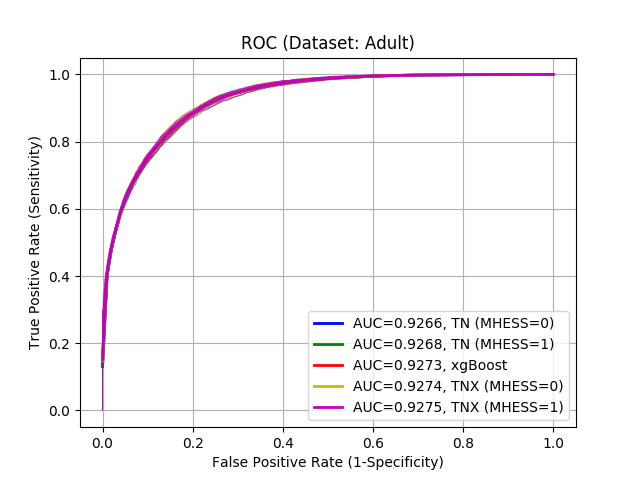 ROC (Dataset: Adult)
True Positive Rate (Sensitivity)
1.0
0.8
0.6
0.4
0.2
0.0
AUC=0.9266, TN (MHESS=0)
AUC=0.9268, TN (MHESS=1)
AUC=0.9273, xgBoost
AUC=0.9274, TNX (MHESS=0)
AUC=0.9275, TNX (MHESS=1)
0.0 0.2 0.4 0.6 0.8 1.0
False Positive Rate (1-Specificity)